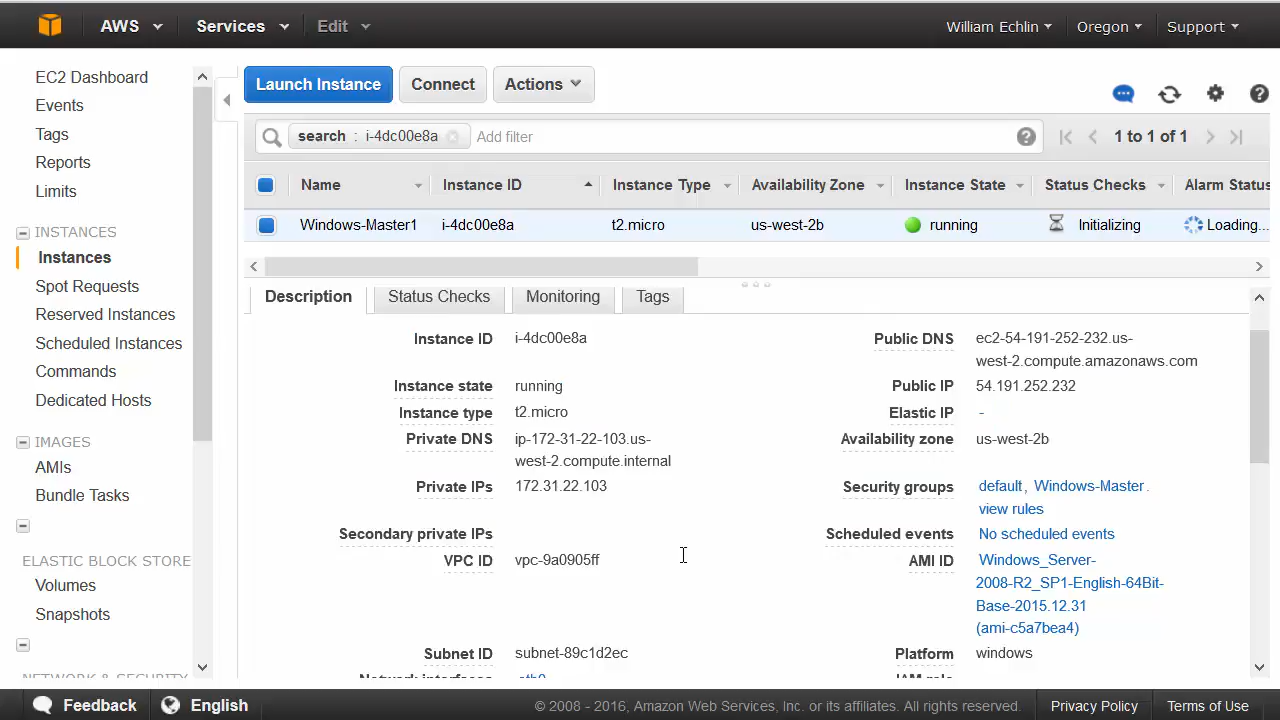 AWS Services Edit William Echlin Oregon Support
EC2 Dashboard
Events
Tags
Reports
Limits
INSTANCES
Instances
Spot Requests
Reserved Instances
Scheduled Instances
Commands
Dedicated Hosts
IMAGES
AMIs
Bundle Tasks
ELASTIC BLOCK STORE
Volumes
Snapshots
NETWORK & SECURITY
Launch Instance Connect Actions
search : i-4dc00e8a Add filter 1 to 1 of 1
Name Instance ID Instance Type Availability Zone Instance State Status Checks Alarm Status
Windows-Master1 i-4dc00e8a t2.micro us-west-2b running Initializing Loading...
Description Status Checks Monitoring Tags
Instance ID i-4dc00e8a
Instance state running
Instance type t2.micro
Private DNS ip-172-31-22-103.us-
west-2.compute.internal
Private IPs 172.31.22.103
Secondary private IPs
VPC ID vpc-9a0905ff
Subnet ID subnet-89c1d2ec
Network interfaces eth0
Public DNS ec2-54-191-252-232.us-
west-2.compute.amazonaws.com
Public IP 54.191.252.232
Elastic IP -
Availability zone us-west-2b
Security groups default, Windows-Master.
view rules
Scheduled events No scheduled events
AMI ID Windows_Server-
2008-R2_SP1-English-64Bit-
Base-2015.12.31
(ami-c5a7bea4)
Platform windows
IAM role
Feedback English © 2008 - 2016, Amazon Web Services, Inc. or its affiliates. All rights reserved. Privacy Policy Terms of Use